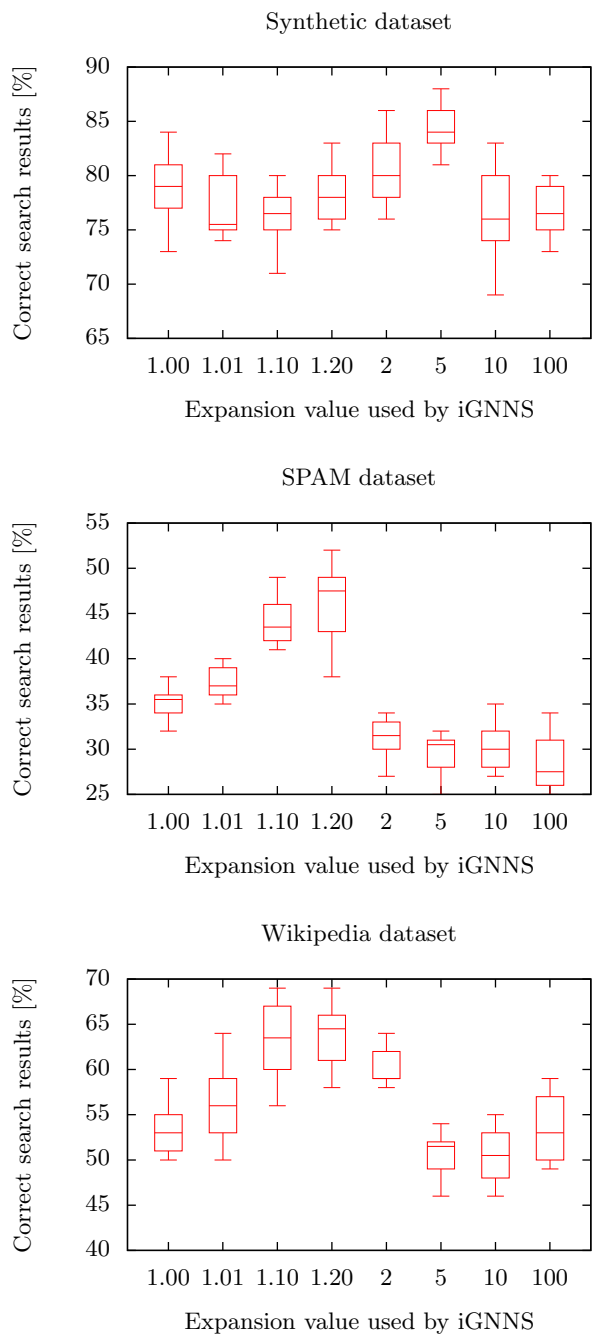 Synthetic dataset
Correct search results [%]
90
85
80
75
70
65
1.00 1.01 1.10 1.20 2 5 10 100
Expansion value used by iGNNS
SPAM dataset
Correct search results [%]
55
50
45
40
35
30
25
1.00 1.01 1.10 1.20 2 5 10 100
Expansion value used by iGNNS
Wikipedia dataset
Correct search results [%]
70
65
60
55
50
45
40
1.00 1.01 1.10 1.20 2 5 10 100
Expansion value used by iGNNS